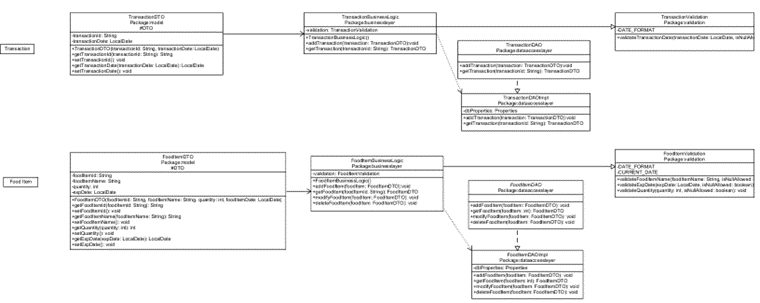 Transaction
TransactionSTO
Package:model
#DTO
-transactionId: String
-transactionDate: LocalDate
+TransactionDTO(transactionId: String, transactionDate: LocalDate)
+getTransactionId(transactionId: String): String
+setTransactionId(): void
+getTransactionDate(transactionDate: LocalDate): LocalDate
+setTransactionDate(): void
TransactionBusinessLogic
Package:businesslayer
-validation: TransactionValidation
+TransactionBusinessLogic()
+addTransaction(transaction: TransactionDTO):void
+getTransaction(transactionId: String): TransactionDTO
TransactionDAO
Package:dataaccesslayer
+addTransaction(transaction: TransactionDTO): void
+getTransaction(transactionId: String): TransactionDTO
TransactionDAOImpl
Package:dataaccesslayer
-dbProperties: Properties
+addTransaction(transaction: TransactionDTO): void
+getTransaction(transactionId: String): TransactionDTO
TransactionValidation
Package:validation
-DATE_FORMAT
+validateTransactionDate(transactionDate: LocalDate, isNullAll
Food Item
FoodItemSTO
Package:model
#DTO
-foodItemId: String
-foodItemName: String
-quantity: int
-expDate: LocalDate
+FoodItemDTO(foodItemId: String, foodItemName: String, quantity: int, foodItemDate: LocalDate)
+getFoodItemId(foodItemId: String): String
+setFoodItemId(): void
+getFoodItemName(foodItemName: String): String
+setFoodItemName(): void
+getQuantity(quantity: int): int
+setQuantity(): void
+getExpDate(expDate: LocalDate): LocalDate
+setExpDate(): void
FoodItemBusinessLogic
Package:businesslayer
-validation: FoodItemValidation
+FoodItemBusinessLogic()
+addFoodItem(foodItem: FoodItemDTO):void
+getFoodItem(foodItemId: String): FoodItemDTO
+modifyFoodItem(foodItem: FoodItemDTO): void
+deleteFoodItem(foodItem: FoodItemDTO): void
FoodItemDAO
Package:dataaccesslayer
+addFoodItem(foodItem: FoodItemDTO): void
+getFoodItem(foodItem: int): FoodItemDTO
+modifyFoodItem(foodItem: FoodItemDTO): void
+deleteFoodItem(foodItem: FoodItemDTO): void
FoodItemDAOImpl
Package:dataaccesslayer
-dbProperties: Properties
+addFoodItem(foodItem: FoodItemDTO): void
+getFoodItem(foodItem: int): FoodItemDTO
+modifyFoodItem(foodItem: FoodItemDTO): void
+deleteFoodItem(foodItem: FoodItemDTO): void
FoodItemValidation
Package:validation
-DATE_FORMAT
-CURRENT_DATE
+validateFoodItemName(foodItemName: String, isNullAllowed:
+validateExpDate(expDate: LocalDate, isNullAllowed: boolean):
+validateQuantity(quantity: int, isNullAllowed: boolean): void